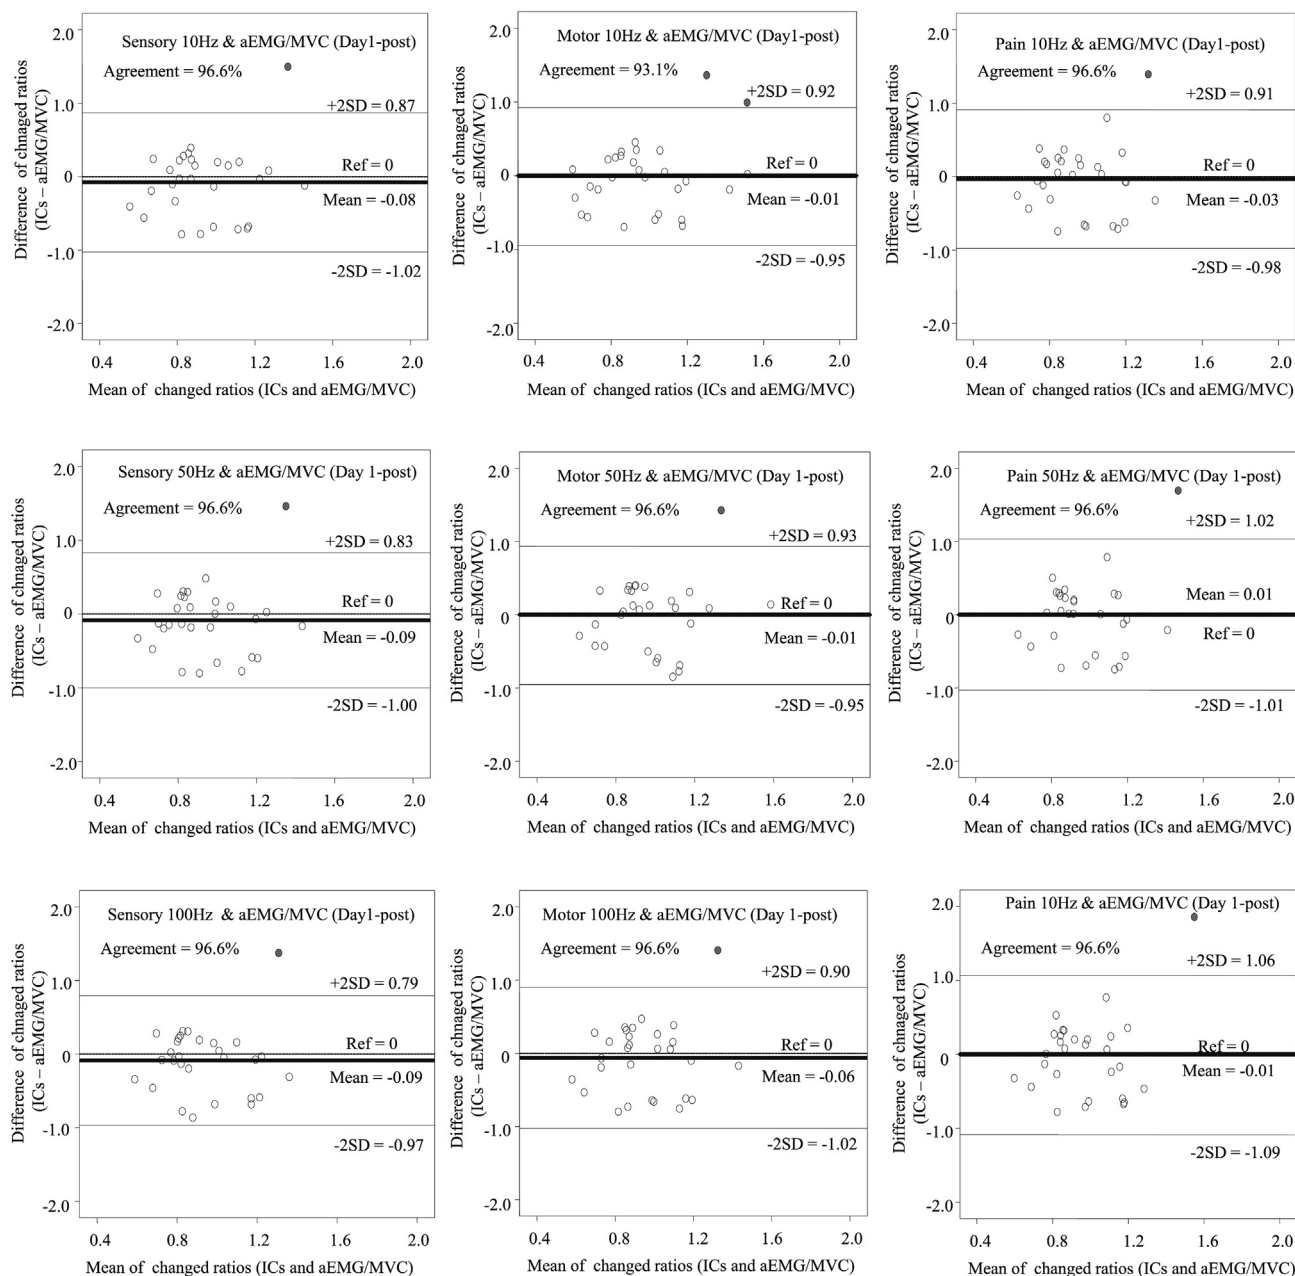 Sensory 10Hz & aEMG/MVC (Day1-post)
Agreement = 96.6%
+2SD = 0.87
Ref = 0
Mean = -0.08
-2SD = -1.02
2.0
1.0
0
-1.0
-2.0
0.4 0.8 1.2 1.6 2.0
Difference of chnaged ratios
(ICs – aEMG/MVC)
Mean of changed ratios (ICs and aEMG/MVC)
Motor 10Hz & aEMG/MVC (Day1-post)
Agreement = 93.1%
+2SD = 0.92
Ref = 0
Mean = -0.01
-2SD = -0.95
2.0
1.0
0
-1.0
-2.0
0.4 0.8 1.2 1.6 2.0
Difference of chnaged ratios
(ICs – aEMG/MVC)
Mean of changed ratios (ICs and aEMG/MVC)
Pain 10Hz & aEMG/MVC (Day1-post)
Agreement = 96.6%
+2SD = 0.91
Ref = 0
Mean = -0.03
-2SD = -0.98
2.0
1.0
0
-1.0
-2.0
0.4 0.8 1.2 1.6 2.0
Difference of chnaged ratios
(ICs – aEMG/MVC)
Mean of changed ratios (ICs and aEMG/MVC)
Sensory 50Hz & aEMG/MVC (Day 1-post)
Agreement = 96.6%
+2SD = 0.83
Ref = 0
Mean = -0.09
-2SD = -1.00
2.0
1.0
0
-1.0
-2.0
0.4 0.8 1.2 1.6 2.0
Difference of chnaged ratios
(ICs – aEMG/MVC)
Mean of changed ratios (ICs and aEMG/MVC)
Motor 50Hz & aEMG/MVC (Day 1-post)
Agreement = 96.6%
+2SD = 0.93
Ref = 0
Mean = -0.01
-2SD = -0.95
2.0
1.0
0
-1.0
-2.0
0.4 0.8 1.2 1.6 2.0
Difference of chnaged ratios
(ICs – aEMG/MVC)
Mean of changed ratios (ICs and aEMG/MVC)
Pain 50Hz & aEMG/MVC (Day 1-post)
Agreement = 96.6%
+2SD = 1.02
Mean = 0.01
Ref = 0
-2SD = -1.01
2.0
1.0
0
-1.0
-2.0
0.4 0.8 1.2 1.6 2.0
Difference of chnaged ratios
(ICs – aEMG/MVC)
Mean of changed ratios (ICs and aEMG/MVC)
Sensory 100Hz & aEMG/MVC (Day1-post)
Agreement = 96.6%
+2SD = 0.79
Ref = 0
Mean = -0.09
-2SD = -0.97
2.0
1.0
0
-1.0
-2.0
0.4 0.8 1.2 1.6 2.0
Difference of chnaged ratios
(ICs – aEMG/MVC)
Mean of changed ratios (ICs and aEMG/MVC)
Motor 100Hz & aEMG/MVC (Day 1-post)
Agreement = 96.6%
+2SD = 0.90
Ref = 0
Mean = -0.06
-2SD = -1.02
2.0
1.0
0
-1.0
-2.0
0.4 0.8 1.2 1.6 2.0
Difference of chnaged ratios
(ICs – aEMG/MVC)
Mean of changed ratios (ICs and aEMG/MVC)
Pain 10Hz & aEMG/MVC (Day 1-post)
Agreement = 96.6%
+2SD = 1.06
Ref = 0
Mean = -0.01
-2SD = -1.09
2.0
1.0
0
-1.0
-2.0
0.4 0.8 1.2 1.6 2.0
Difference of chnaged ratios
(ICs – aEMG/MVC)
Mean of changed ratios (ICs and aEMG/MVC)